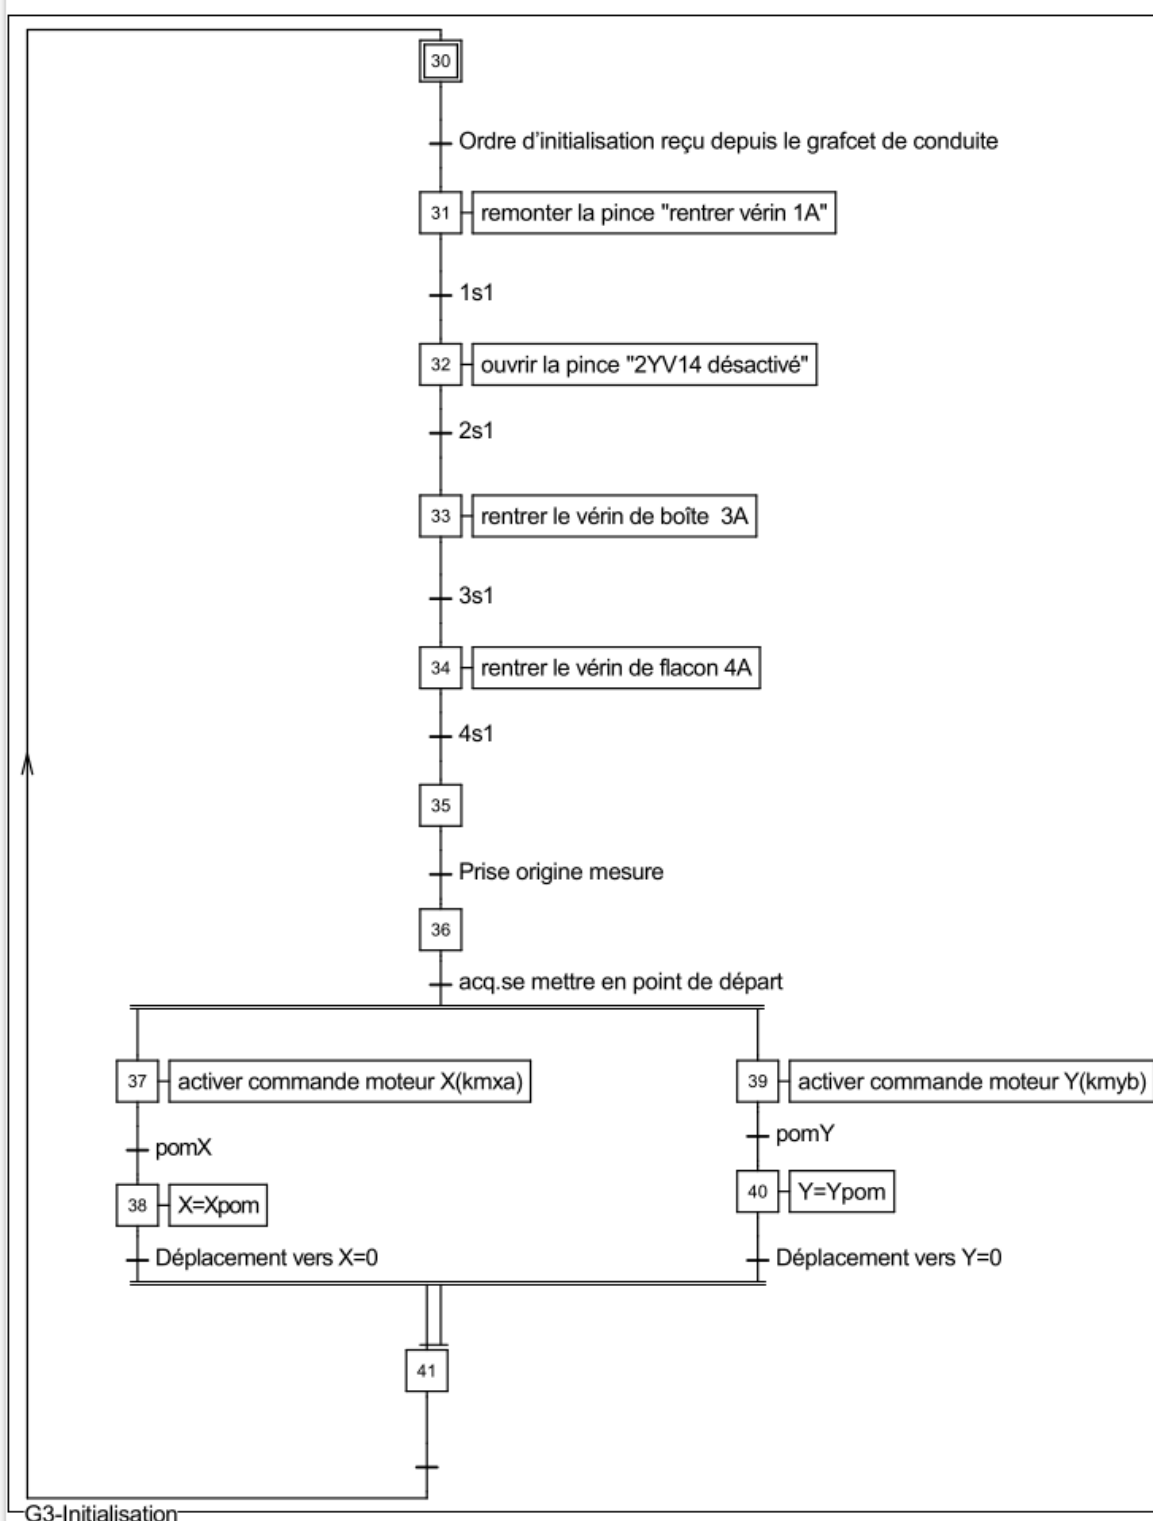 30
Ordre d'initialisation reçu depuis le grafcet de conduite
31 remonter la pince "rentrer vérin 1A"
1s1
32 ouvrir la pince "2YV14 désactivé"
2s1
33 rentrer le vérin de boîte 3A
3s1
34 rentrer le vérin de flacon 4A
4s1
35
Prise origine mesure
36
acq.se mettre en point de départ
37 activer commande moteur X(kmxa)
39 activer commande moteur Y(kmyb)
pomX
pomY
38 X=Xpom
40 Y=Ypom
Déplacement vers X=0
Déplacement vers Y=0
41
G3-Initialisation